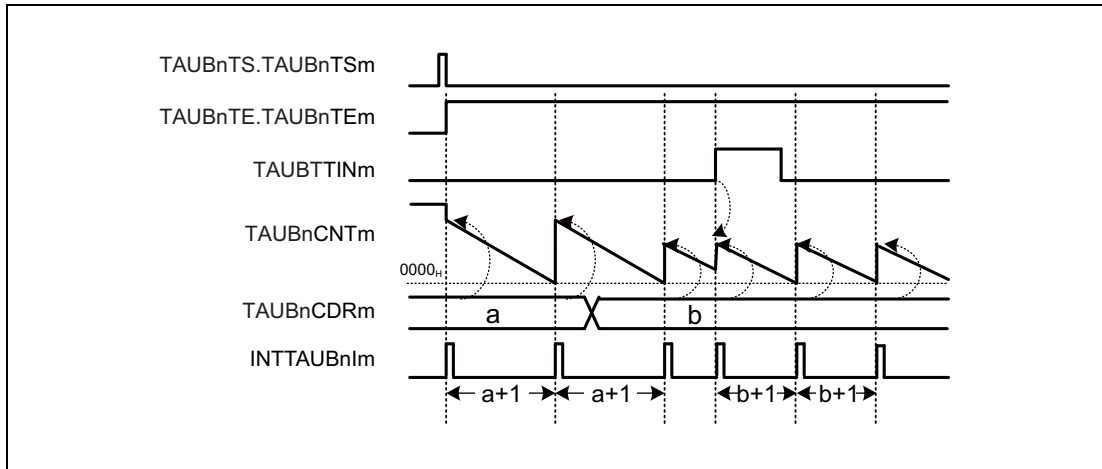 TAUBnTS.TAUBnTSm
TAUBnTE.TAUBnTEm
TAUBTTINm
TAUBnCNTm
0000H
TAUBnCDRm
a
b
INTTAUBnIm
a+1 a+1 b+1 b+1